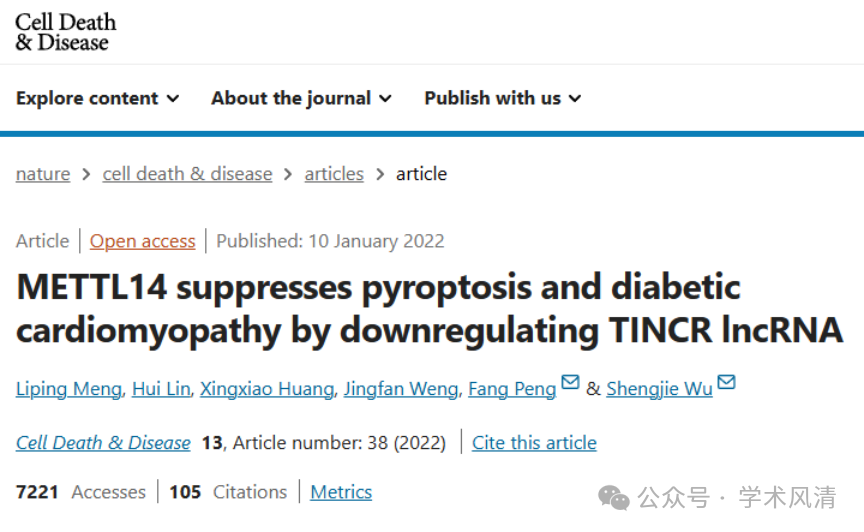 Cell Death
& Disease
Explore content About the journal Publish with us
nature > cell death & disease > articles > article
Article | Open access | Published: 10 January 2022
METTL14 suppresses pyroptosis and diabetic
cardiomyopathy by downregulating TINCR lncRNA
Liping Meng, Hui Lin, Xingxiao Huang, Jingfan Weng, Fang Peng & Shengjie Wu
Cell Death & Disease 13, Article number: 38 (2022) | Cite this article
7221 Accesses | 105 Citations | Metrics
公众号 · 学术风清